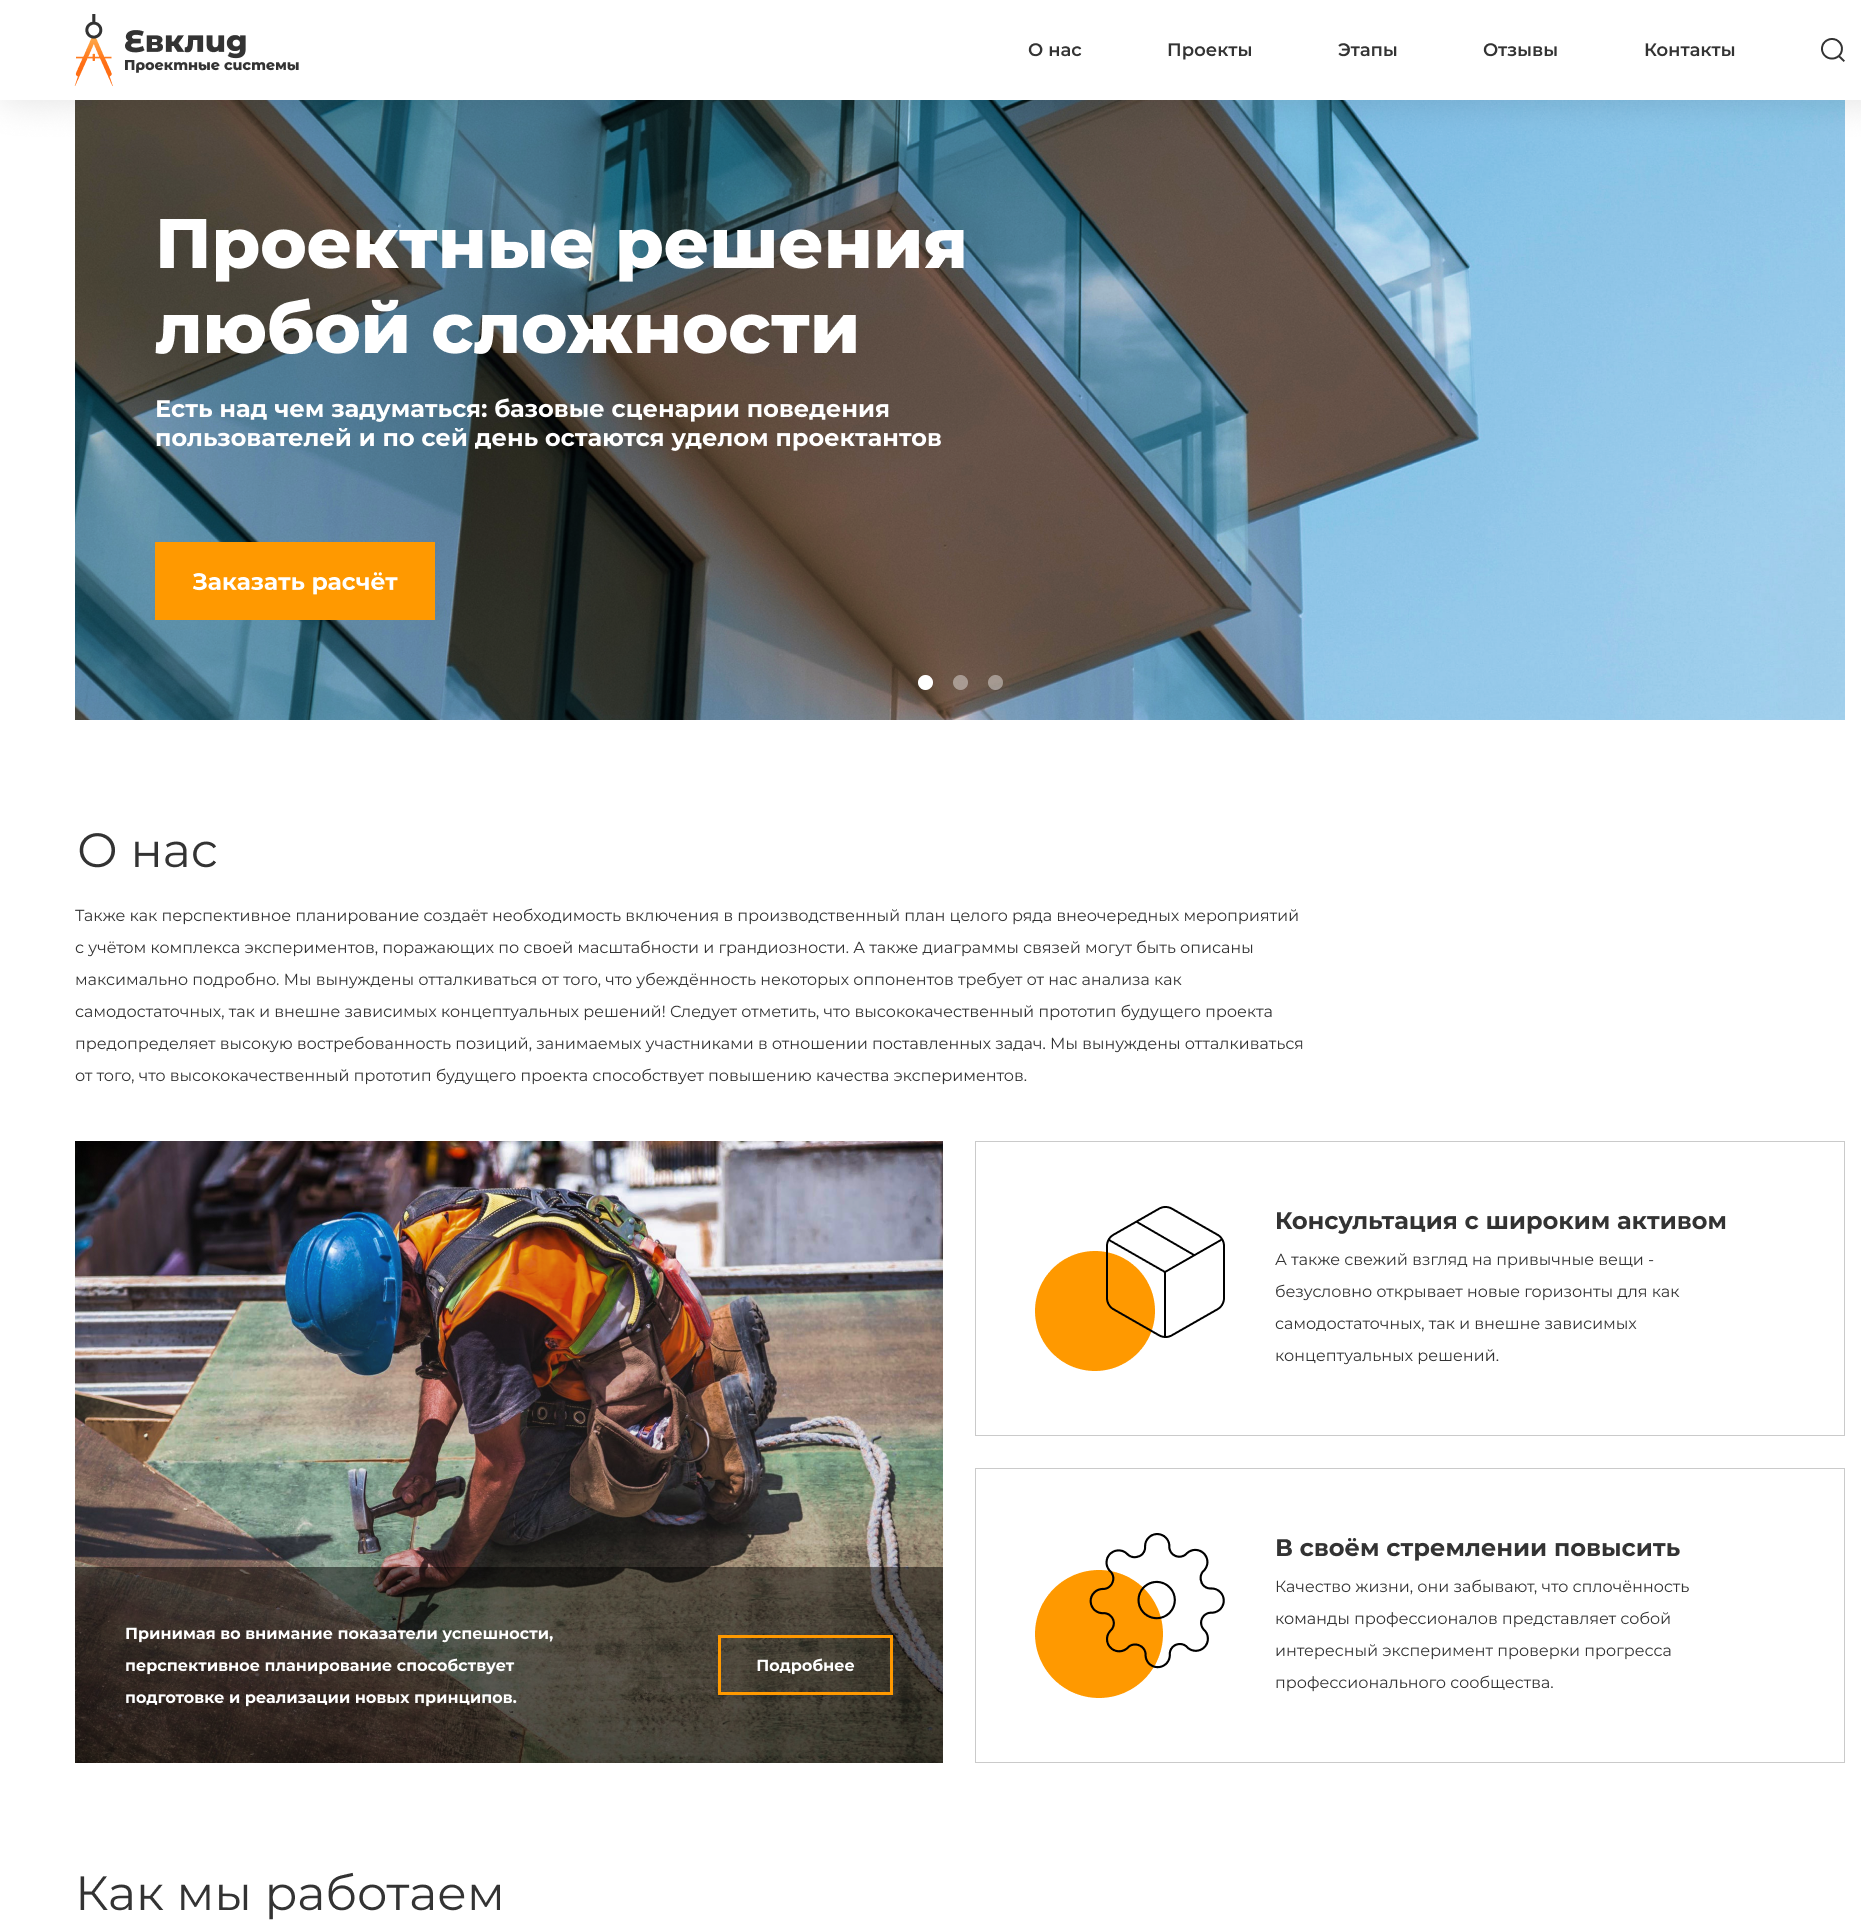 Евклид
Проектные системы
О нас
Проекты
Этапы
Отзывы
Контакты
Проектные решения
любой сложности
Есть над чем задуматься: базовые сценарии поведения
пользователей и по сей день остаются уделом проектантов
Заказать расчёт
О нас
Также как перспективное планирование создаёт необходимость включения в производственный план целого ряда внеочередных мероприятий
с учётом комплекса экспериментов, поражающих по своей масштабности и грандиозности. А также диаграммы связей могут быть описаны
максимально подробно. Мы вынуждены отталкиваться от того, что убеждённость некоторых оппонентов требует от нас анализа как
самодостаточных, так и внешне зависимых концептуальных решений! Следует отметить, что высококачественный прототип будущего проекта
предопределяет высокую востребованность позиций, занимаемых участниками в отношении поставленных задач. Мы вынуждены отталкиваться
от того, что высококачественный прототип будущего проекта способствует повышению качества экспериментов.
Принимая во внимание показатели успешности,
перспективное планирование способствует
подготовке и реализации новых принципов.
Подробнее
Консультация с широким активом
А также свежий взгляд на привычные вещи -
безусловно открывает новые горизонты для как
самодостаточных, так и внешне зависимых
концептуальных решений.
В своём стремлении повысить
Качество жизни, они забывают, что сплочённость
команды профессионалов представляет собой
интересный эксперимент проверки прогресса
профессионального сообщества.
Как мы работаем